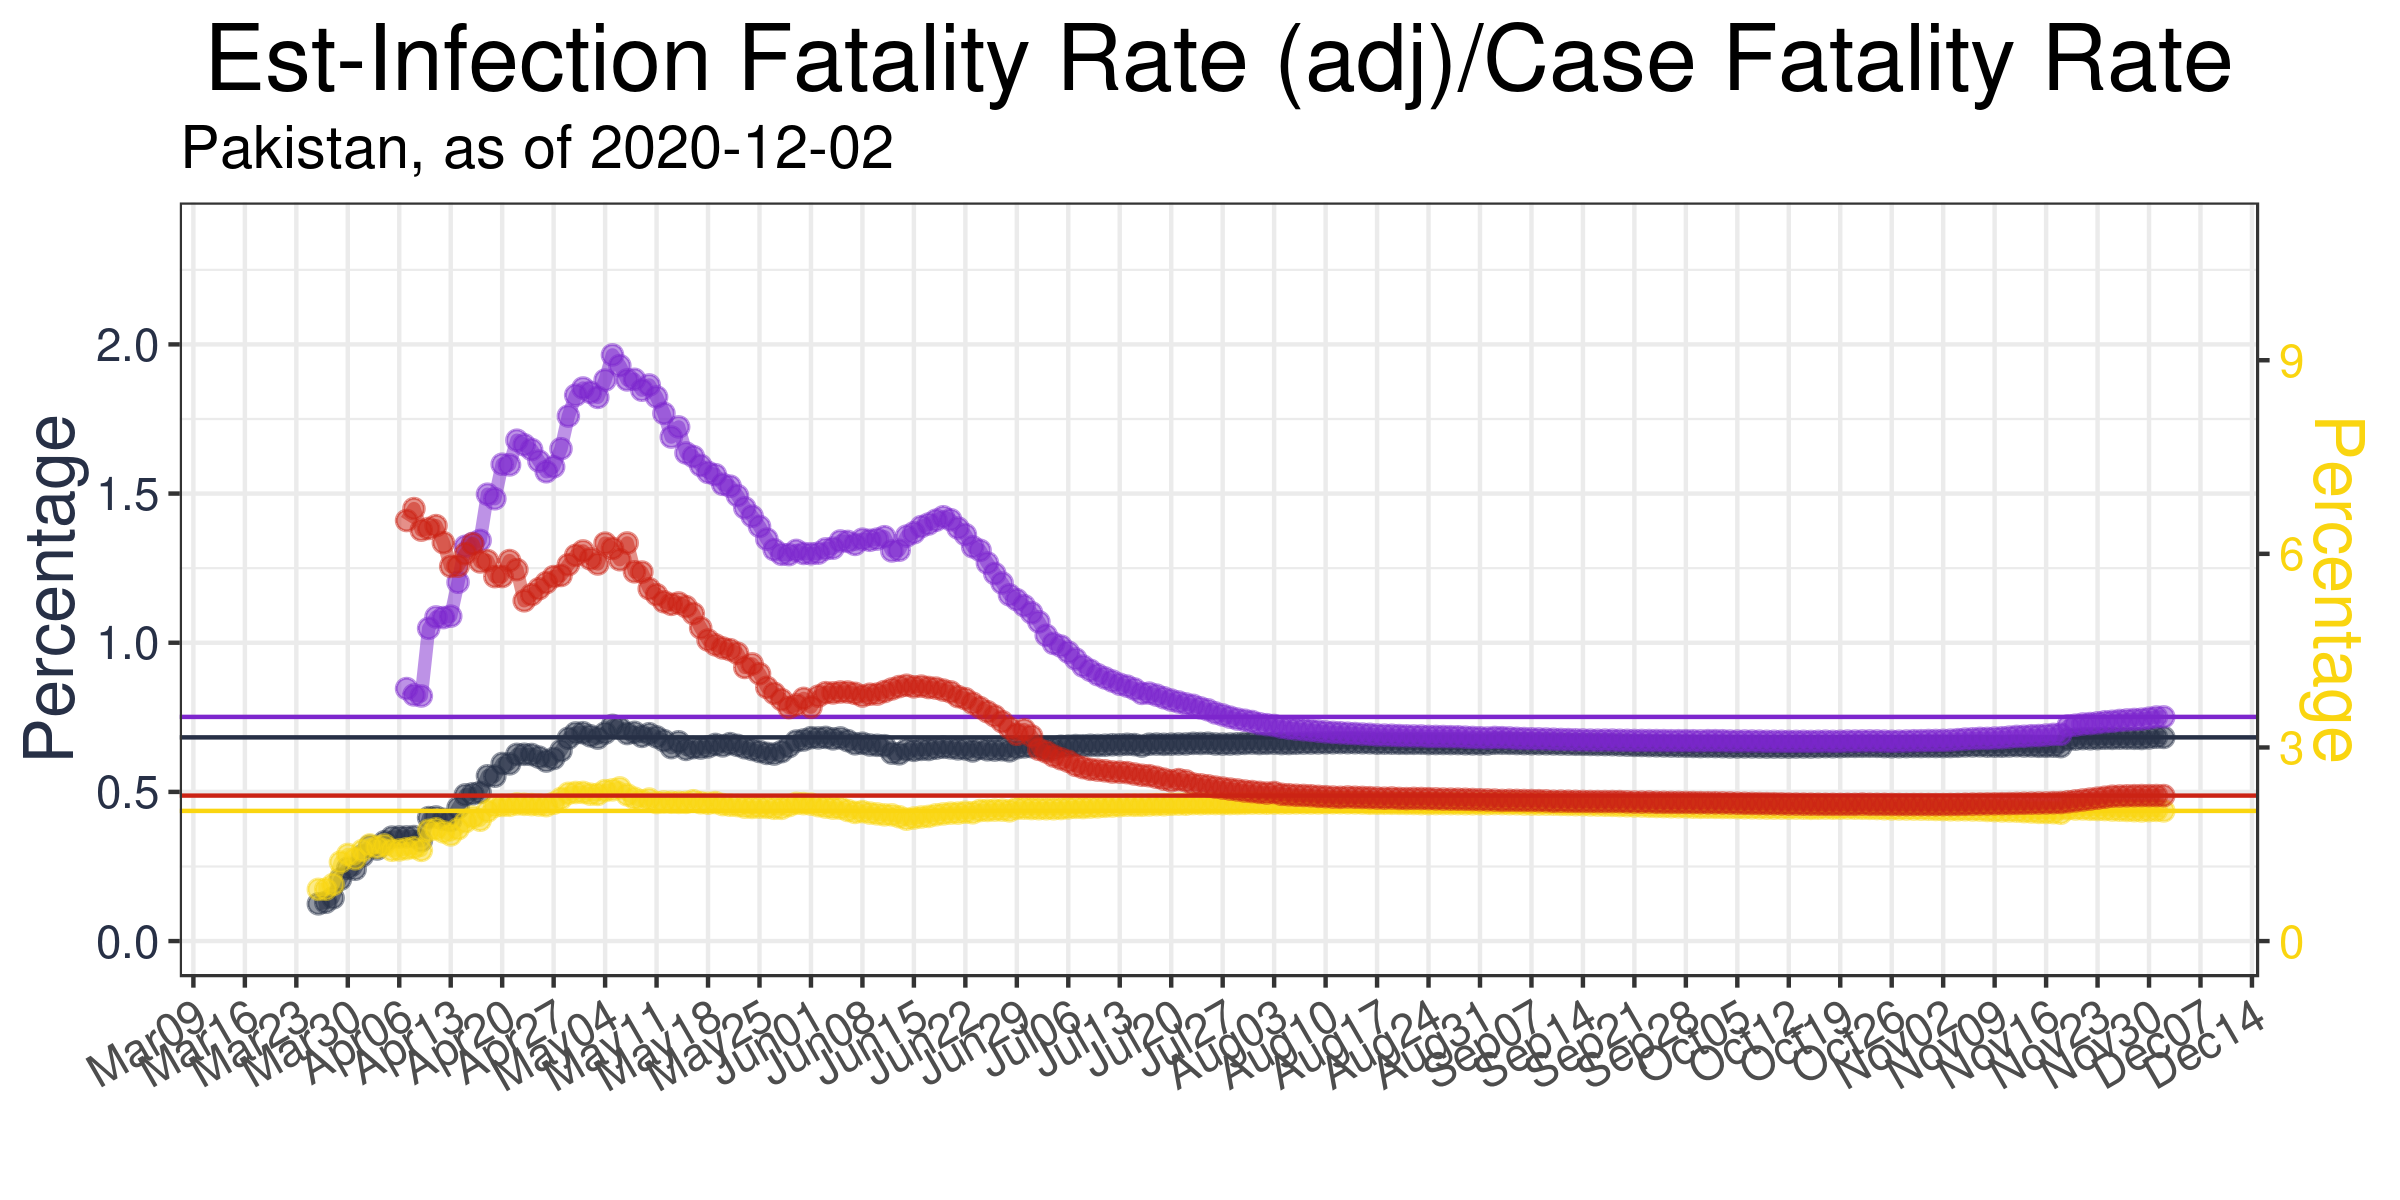 Est-Infection Fatality Rate (adj)/Case Fatality Rate
Pakistan, as of 2020-12-02
Percentage
2.0
1.5
1.0
0.5
0.0
9
6
3
0
Percentage
Mar09
Mar16
Mar23
Mar30
Apr06
Apr13
Apr20
Apr27
May04
May11
May18
May25
Jun01
Jun08
Jun15
Jun22
Jun29
Jul06
Jul13
Jul20
Jul27
Aug03
Aug10
Aug17
Aug24
Aug31
Sep07
Sep14
Sep21
Sep28
Oct05
Oct12
Oct19
Oct26
Nov02
Nov09
Nov16
Nov23
Nov30
Dec07
Dec14